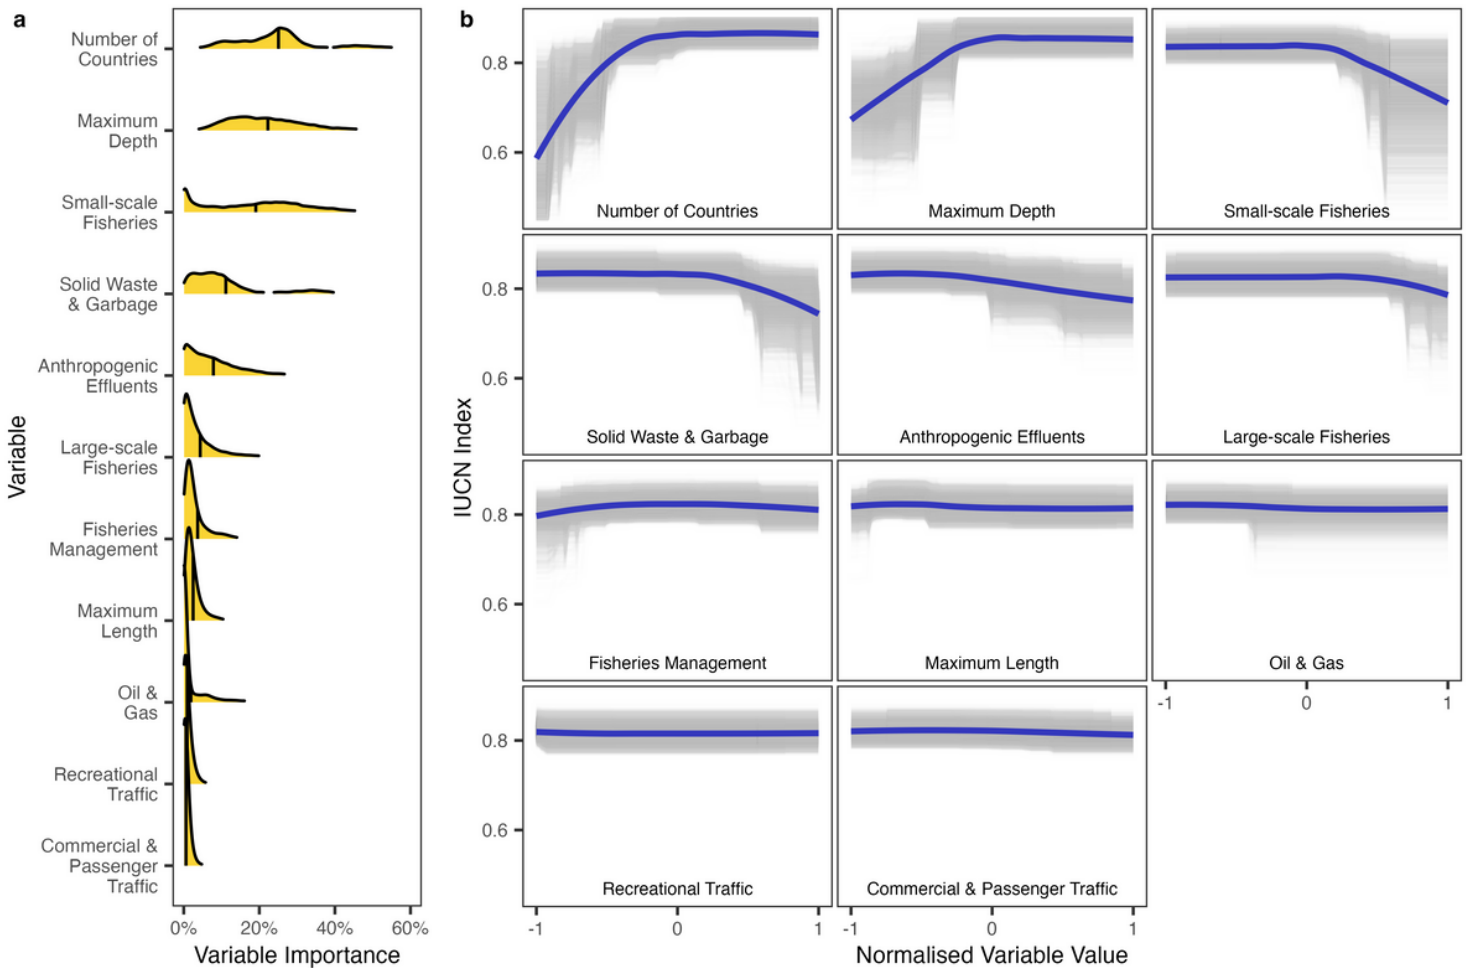 a
Number of
Countries
Maximum
Depth
Small-scale
Fisheries
Solid Waste
& Garbage
Anthropogenic
Effluents
Large-scale
Fisheries
Fisheries
Management
Maximum
Length
Oil &
Gas
Recreational
Traffic
Commercial &
Passenger
Traffic
Variable
0% 20% 40% 60%
Variable Importance
b
IUCN Index
0.8
0.6
Number of Countries
Maximum Depth
Small-scale Fisheries
0.8
0.6
Solid Waste & Garbage
Anthropogenic Effluents
Large-scale Fisheries
0.8
0.6
Fisheries Management
Maximum Length
Oil & Gas
-1 0 1
0.8
0.6
Recreational Traffic
Commercial & Passenger Traffic
-1 0 1
-1 0 1
Normalised Variable Value